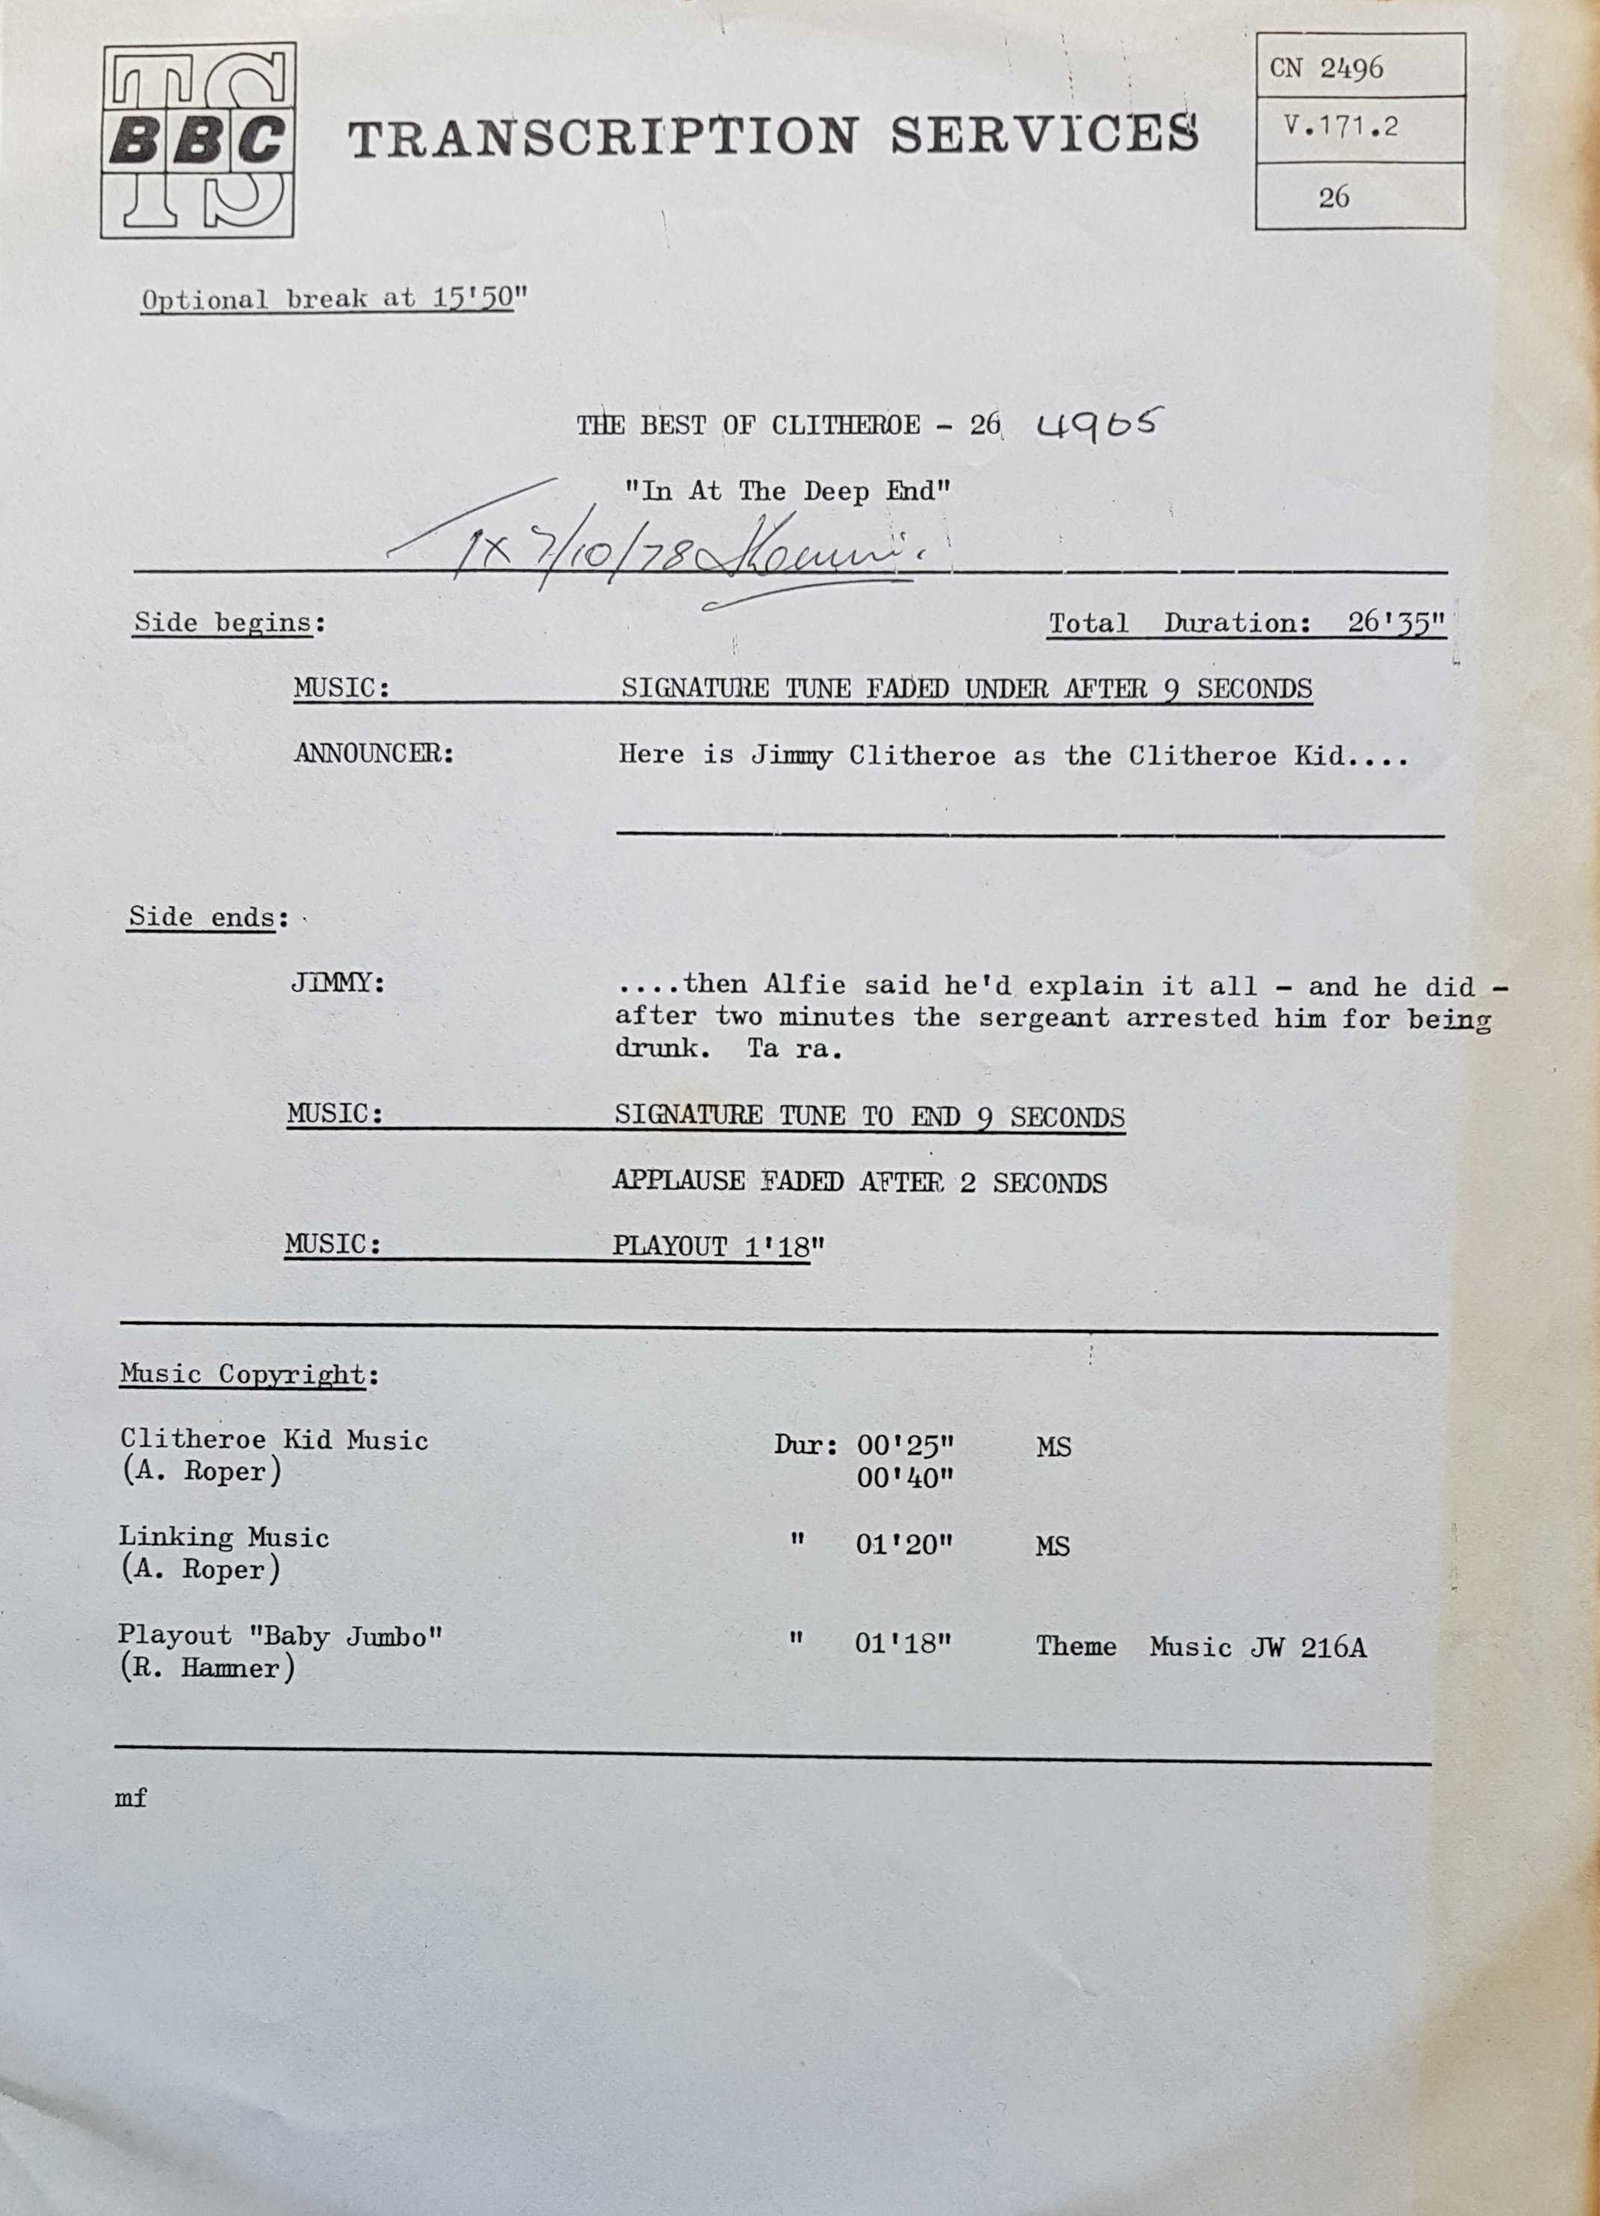 TS
BBC
TS
TRANSCRIPTION SERVICES
CN 2496
V.171.2
26
Optional break at 15'50"
THE BEST OF CLITHEROE - 26 4965
"In At The Deep End"
TX 7/10/78
Side begins: Total Duration: 26'35"
MUSIC: SIGNATURE TUNE FADED UNDER AFTER 9 SECONDS
ANNOUNCER: Here is Jimmy Clitheroe as the Clitheroe Kid....
Side ends:
JIMMY: ....then Alfie said he'd explain it all - and he did -
after two minutes the sergeant arrested him for being
drunk. Ta ra.
MUSIC: SIGNATURE TUNE TO END 9 SECONDS
APPLAUSE FADED AFTER 2 SECONDS
MUSIC: PLAYOUT 1'18"
Music Copyright:
Clitheroe Kid Music Dur: 00'25" MS
(A. Roper) 00'40"
Linking Music " 01'20" MS
(A. Roper)
Playout "Baby Jumbo" " 01'18" Theme Music JW 216A
(R. Hamner)
mf